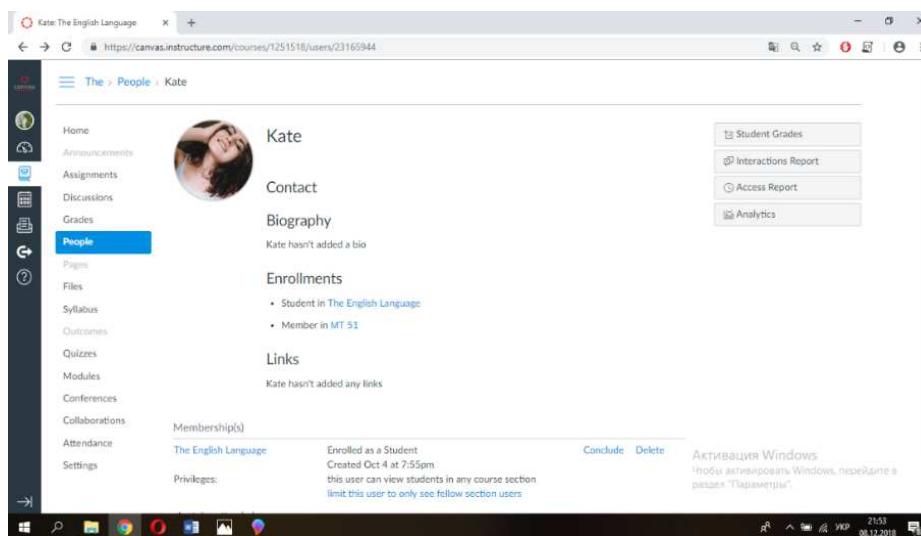 Kate: The English Language
https://canvas.instructure.com/courses/1251518/users/23165944
The > People > Kate
Home
Announcements
Assignments
Discussions
Grades
People
Pages
Files
Syllabus
Outcomes
Quizzes
Modules
Conferences
Collaborations
Attendance
Settings
Kate
Contact
Biography
Kate hasn't added a bio
Enrollments
• Student in The English Language
• Member in MT 51
Links
Kate hasn't added any links
Student Grades
Interactions Report
Access Report
Analytics
Membership(s)
The English Language Enrolled as a Student Conclude Delete
Created Oct 4 at 7:55pm
Privileges: this user can view students in any course section
limit this user to only see fellow section users
Активация Windows
Чтобы активировать Windows, перейдите в
раздел "Параметры".
УКР
21:53
08.12.2018